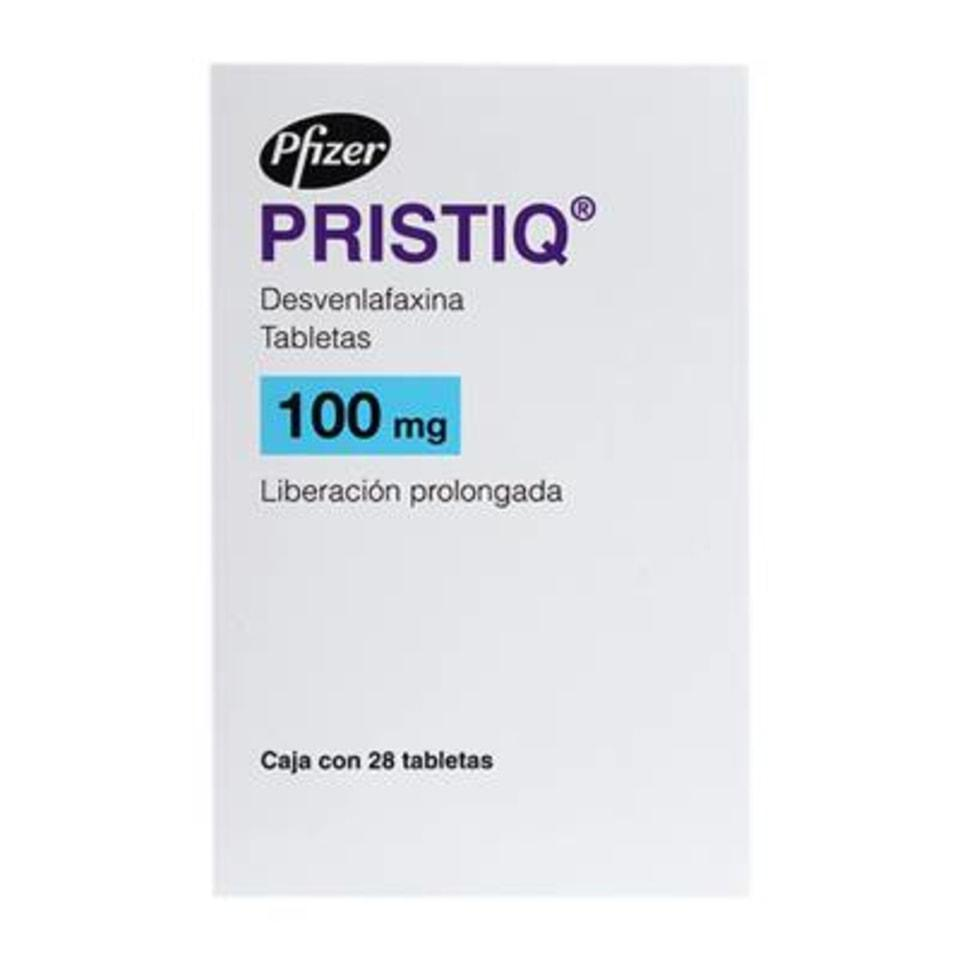 Pfizer
PRISTIQ®
Desvenlafaxina
Tabletas
100 mg
Liberación prolongada
Caja con 28 tabletas